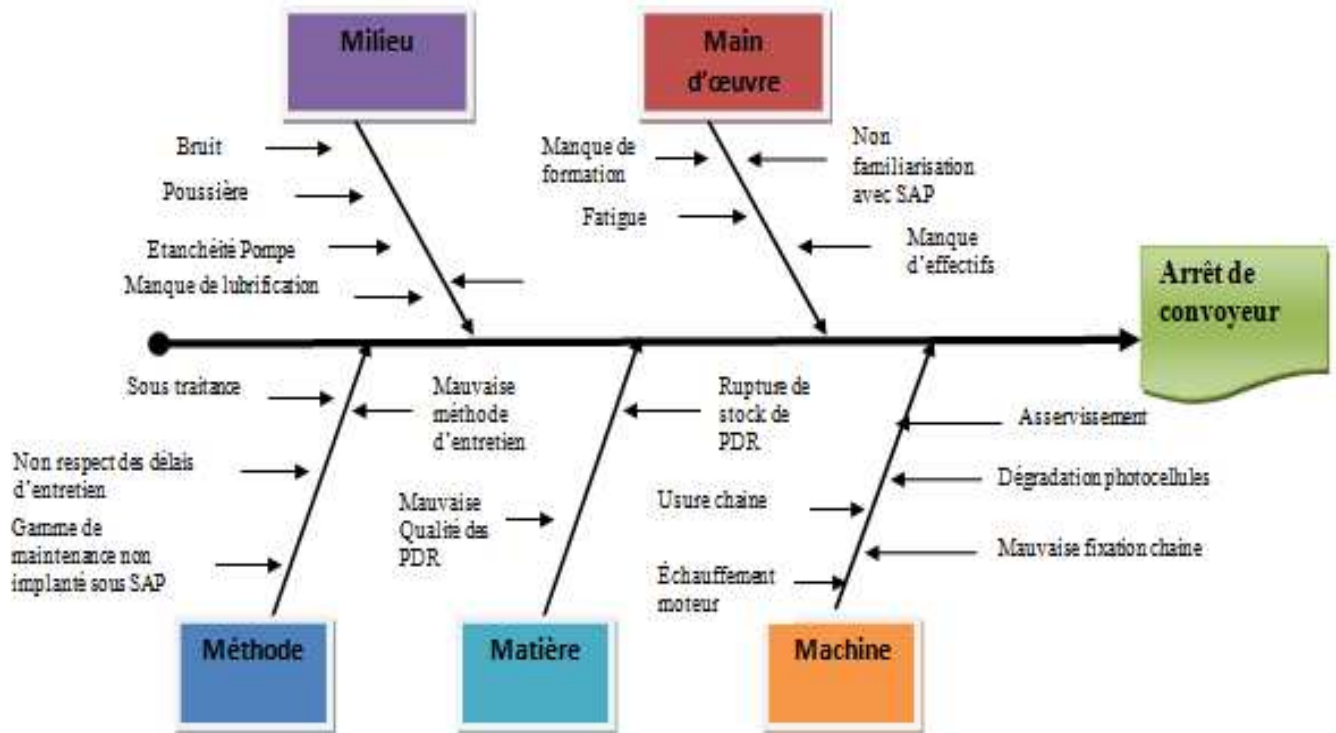 Milieu
Main
d'œuvre
Bruit
Poussière
Etanchéité Pompe
Manque de lubrification
Manque de
formation
Fatigue
Non
familiarisation
avec SAP
Manque
d'effectifs
Arrêt de
convoyeur
Sous traitance
Mauvaise
méthode
d'entretien
Non respect des délais
d'entretien
Gamme de
maintenance non
implanté sous SAP
Rupture de
stock de
PDR
Mauvaise
Qualité des
PDR
Asservissement
Dégradation photocellules
Usure chaine
Mauvaise fixation chaine
Échauffement
moteur
Méthode
Matière
Machine